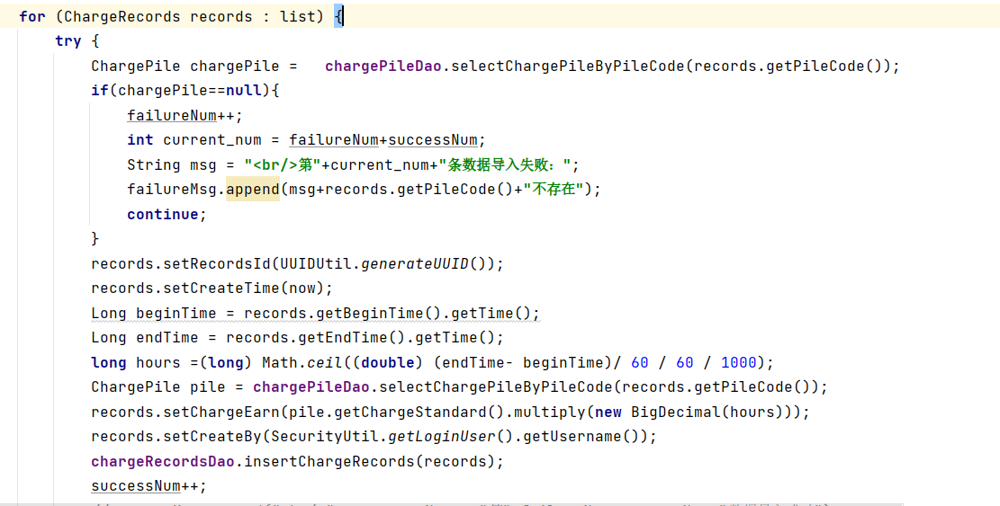 for (ChargeRecords records : list) {
try {
ChargePile chargePile =   chargePileDao.selectChargePileByPileCode(records.getPileCode());
if(chargePile==null){
failureNum++;
int current_num = failureNum+successNum;
String msg = "<br/>第"+current_num+"条数据导入失败：";
failureMsg.append(msg+records.getPileCode()+"不存在");
continue;
}
records.setRecordsId(UUIDUtil.generateUUID());
records.setCreateTime(now);
Long beginTime = records.getBeginTime().getTime();
Long endTime = records.getEndTime().getTime();
long hours =(long) Math.ceil((double) (endTime- beginTime)/ 60 / 60 / 1000);
ChargePile pile = chargePileDao.selectChargePileByPileCode(records.getPileCode());
records.setChargeEarn(pile.getChargeStandard().multiply(new BigDecimal(hours)));
records.setCreateBy(SecurityUtil.getLoginUser().getUsername());
chargeRecordsDao.insertChargeRecords(records);
successNum++;